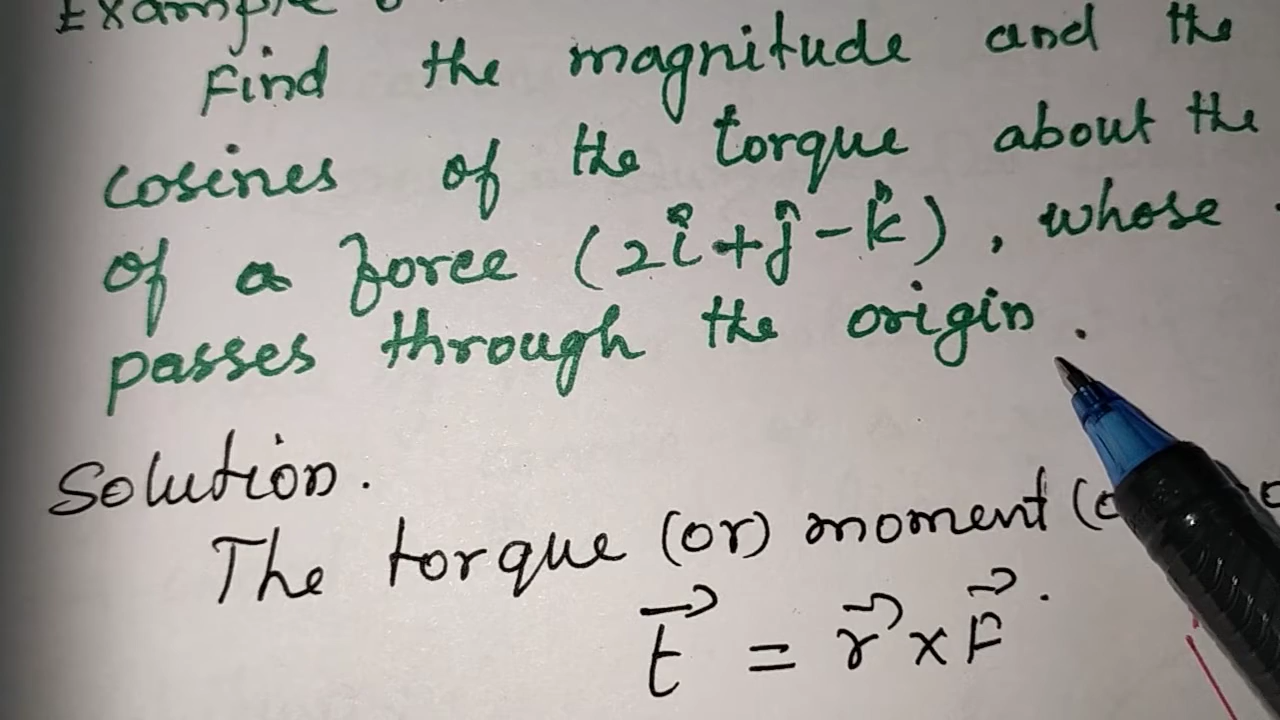 Example
Find the magnitude and the
cosines of the torque about the
of a force (2î+ĵ-k̂), whose
passes through the origin.
Solution.
The torque (or) moment
t⃗ = r⃗ x F⃗.